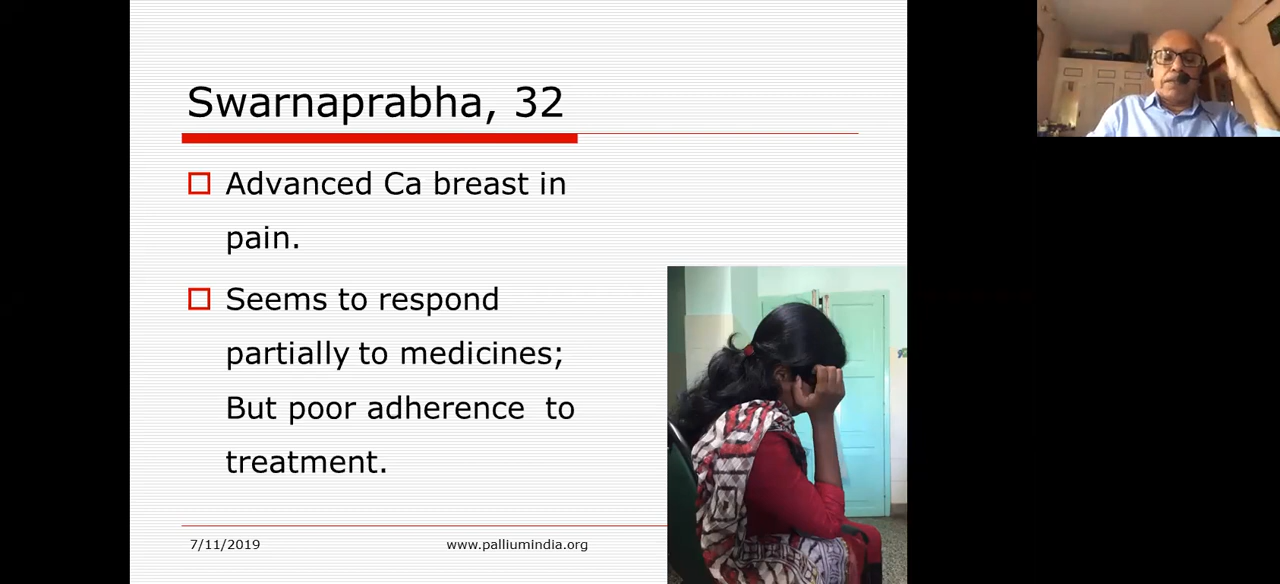 Swarnaprabha, 32
Advanced Ca breast in
pain.
Seems to respond
partially to medicines;
But poor adherence  to
treatment.
7/11/2019
www.palliumindia.org